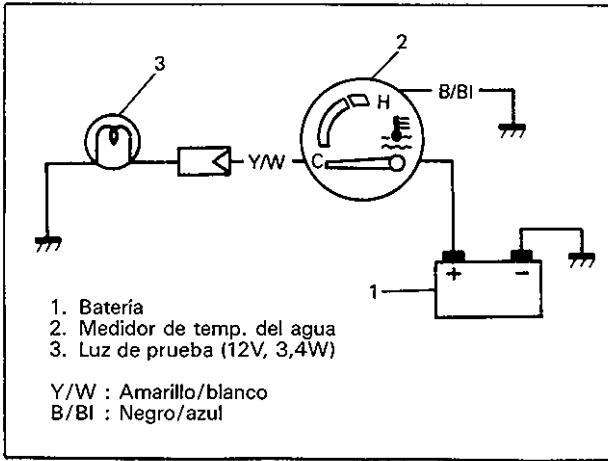 2
3
H
B/Bl
Y/W
C
+ −
1
1. Batería
2. Medidor de temp. del agua
3. Luz de prueba (12V, 3,4W)
Y/W : Amarillo/blanco
B/Bl : Negro/azul